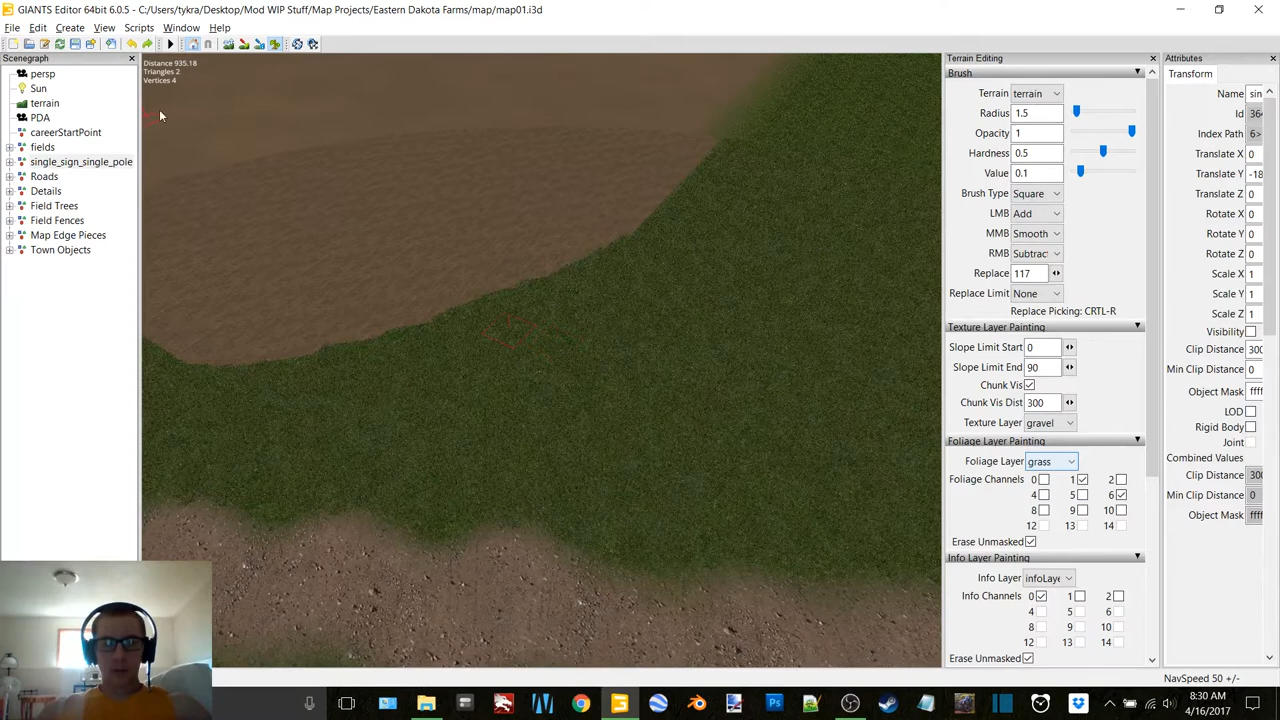 GIANTS Editor 64bit 6.0.5 - C:/Users/tykra/Desktop/Mod WIP Stuff/Map Projects/Eastern Dakota Farms/map/map01.i3d
File Edit Create View Scripts Window Help
Scenegraph
persp
Sun
terrain
PDA
careerStartPoint
fields
single_sign_single_pole
Roads
Details
Field Trees
Field Fences
Map Edge Pieces
Town Objects
Distance 935.18
Triangles 2
Vertices 4
Terrain Editing
Brush
Terrain terrain
Radius 1.5
Opacity 1
Hardness 0.5
Value 0.1
Brush Type Square
LMB Add
MMB Smooth
RMB Subtrac
Replace 117
Replace Limit None
Replace Picking: CRTL-R
Texture Layer Painting
Slope Limit Start 0
Slope Limit End 90
Chunk Vis
Chunk Vis Dist 300
Texture Layer gravel
Foliage Layer Painting
Foliage Layer grass
Foliage Channels 0 1 2
4 5 6
8 9 10
12 13 14
Erase Unmasked
Info Layer Painting
Info Layer infoLaye
Info Channels 0 1 2
4 5 6
8 9 10
12 13 14
Erase Unmasked
Attributes
Transform
Name sin
Id 36
Index Path 6>
Translate X 0
Translate Y -18
Translate Z 0
Rotate X 0
Rotate Y 0
Rotate Z 0
Scale X 1
Scale Y 1
Scale Z 1
Visibility
Clip Distance 300
Min Clip Distance 0
Object Mask ffff
LOD
Rigid Body
Joint
Combined Values
Clip Distance 300
Min Clip Distance 0
Object Mask ffff
NavSpeed 50 +/-
8:30 AM
4/16/2017